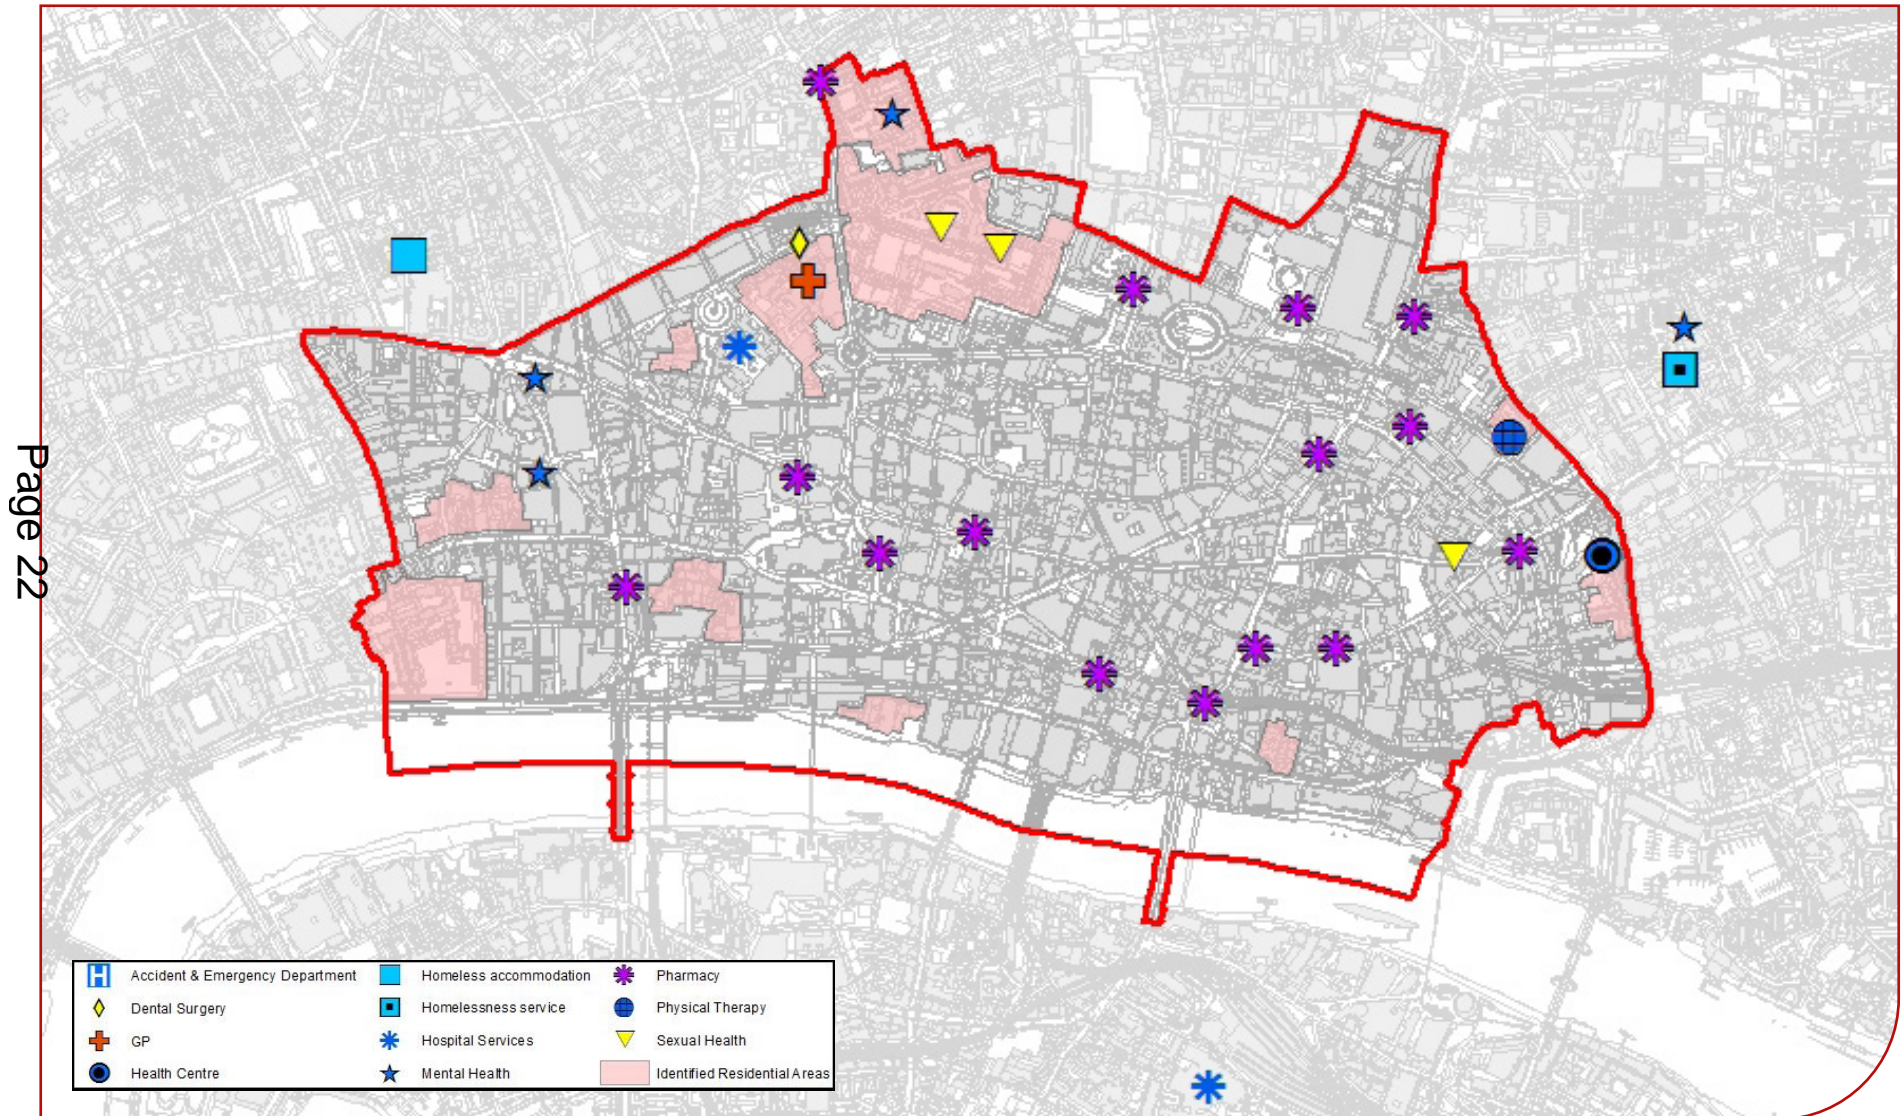 Page 22
Accident & Emergency Department
Dental Surgery
GP
Health Centre
Homeless accommodation
Homelessness service
Hospital Services
Mental Health
Pharmacy
Physical Therapy
Sexual Health
Identified Residential Areas